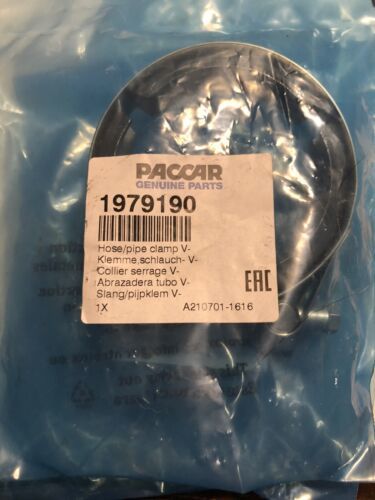 PACCAR
GENUINE PARTS
1979190
Hose/pipe clamp V-
Klemme,schlauch- V-
Collier serrage V-
Abrazadera tubo V-
Slang/pijpklem V-
1X A210701-1616
EAC